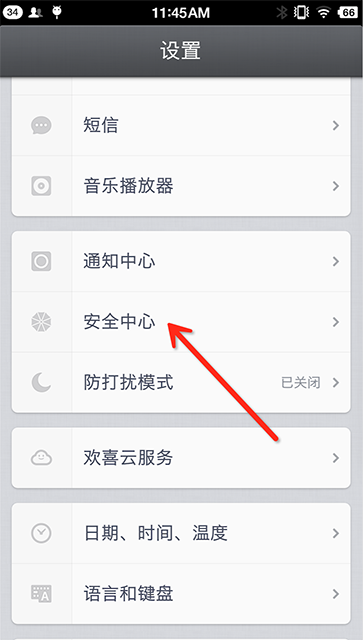 34 11:45AM 66
设置
短信
音乐播放器
通知中心
安全中心
防打扰模式 已关闭
欢喜云服务
日期、时间、温度
语言和键盘